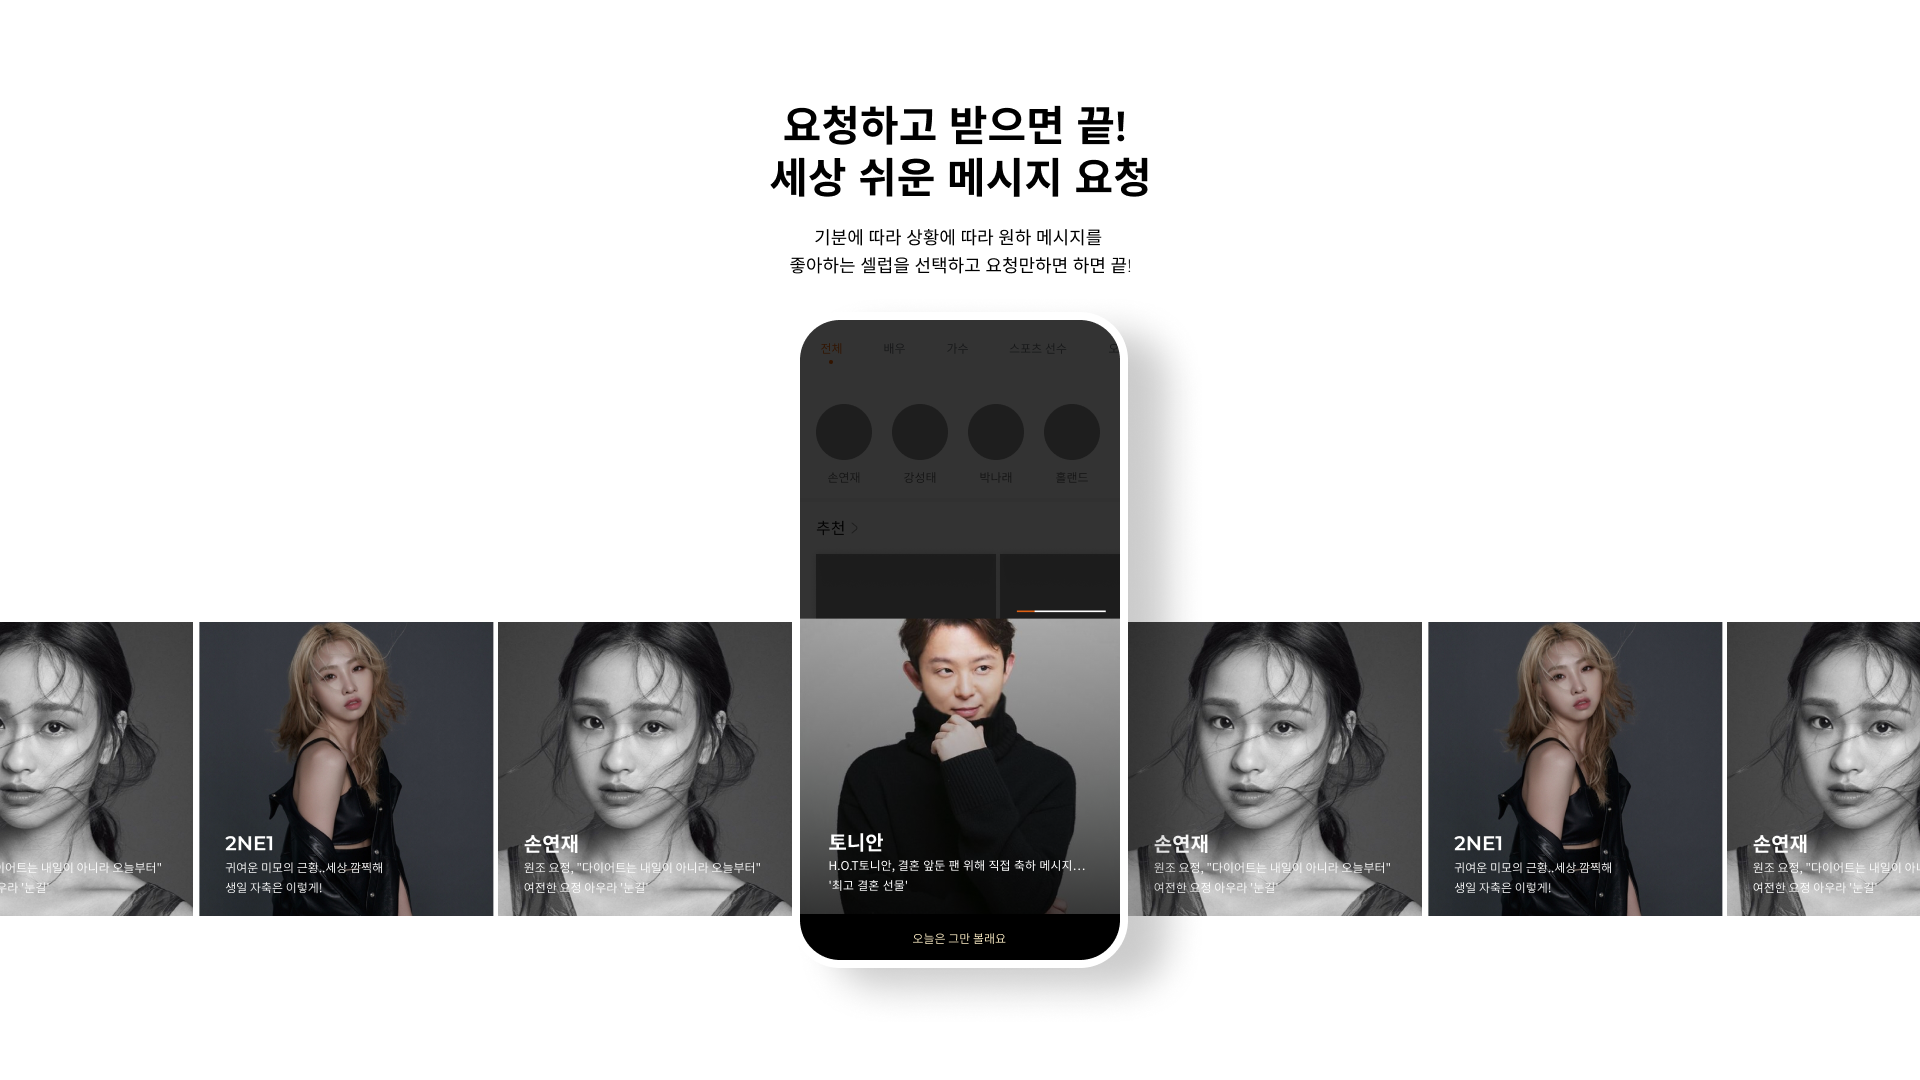 요청하고 받으면 끝!
세상 쉬운 메시지 요청
기분에 따라 상황에 따라 원하 메시지를
좋아하는 셀럽을 선택하고 요청만하면 하면 끝!
전체 배우 가수 스포츠 선수
손연재 강성태 박나래 홀랜드
추천 >
이어트는 내일이 아니라 오늘부터"
우라 '눈길'
2NE1
귀여운 미모의 근황..세상 깜찍해
생일 자축은 이렇게!
손연재
원조 요정, "다이어트는 내일이 아니라 오늘부터"
여전한 요정 아우라 '눈길'
토니안
H.O.T토니안, 결혼 앞둔 팬 위해 직접 축하 메시지…
'최고 결혼 선물'
오늘은 그만 볼래요
손연재
원조 요정, "다이어트는 내일이 아니라 오늘부터"
여전한 요정 아우라 '눈길'
2NE1
귀여운 미모의 근황..세상 깜찍해
생일 자축은 이렇게!
손연재
원조 요정, "다이어트는 내일이 아니
여전한 요정 아우라 '눈길'